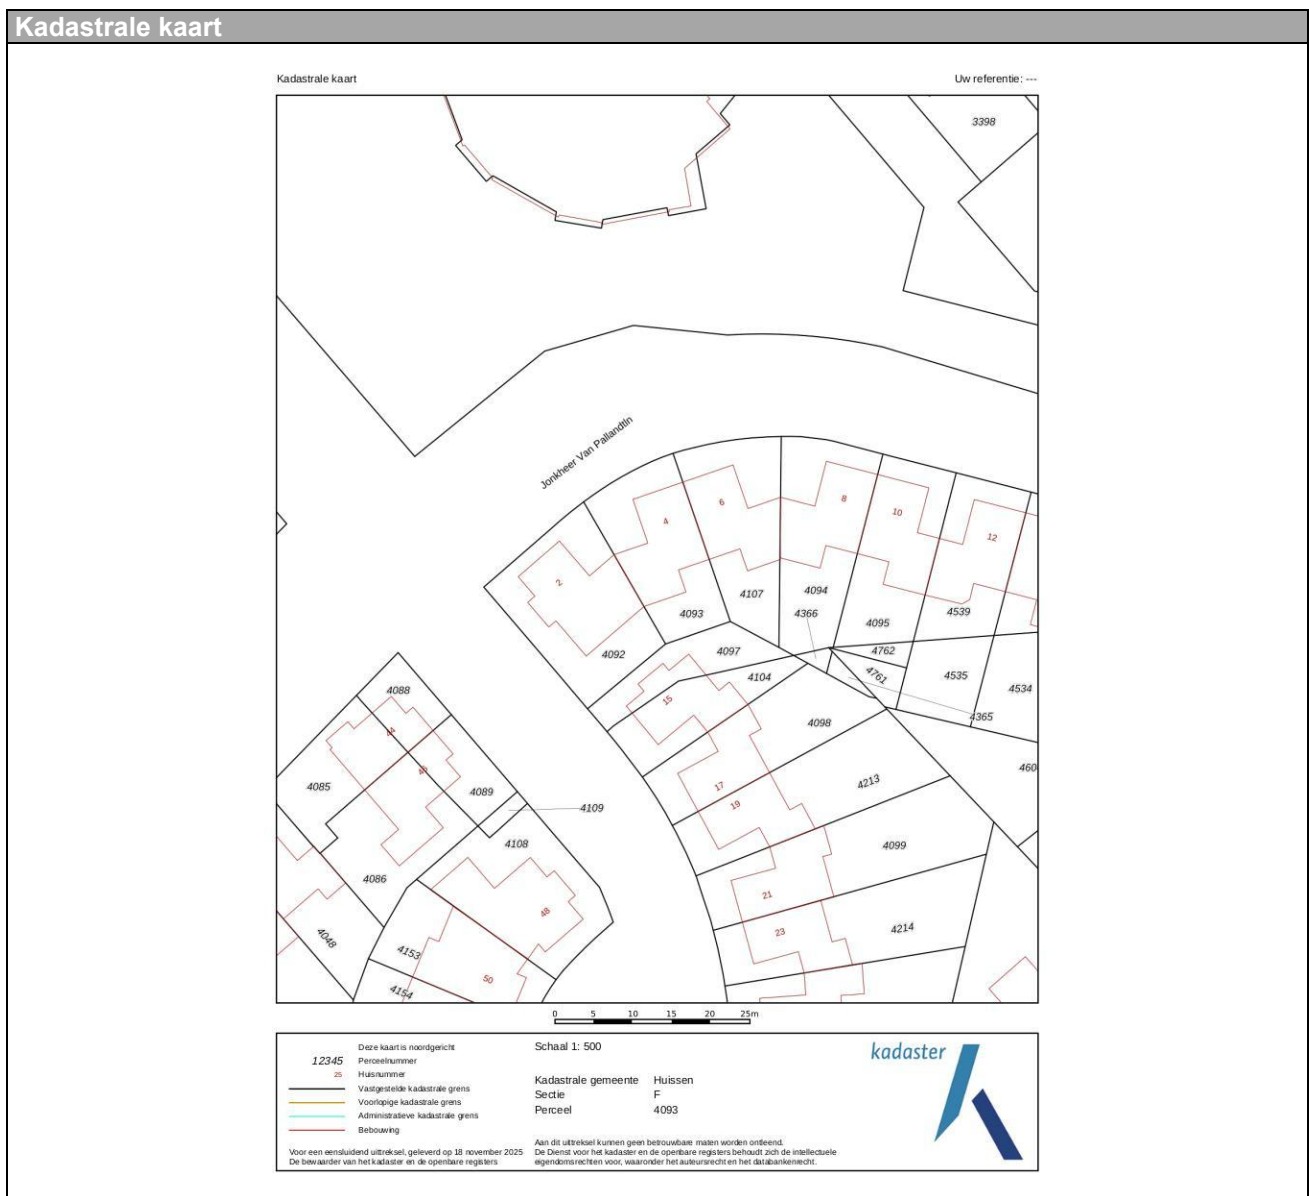 Kadastrale kaart
Kadastrale kaart
Uw referentie: ---
3398
Jonkheer Van Pallandtln
8
6
10
4
12
2
4094
4107
4366
4539
4093
4095
4097
4762
4092
4535
4761
4104
4534
4088
15
4365
4098
44
460
46
4213
4085
17
4089
19
4109
4108
4099
4086
21
48
4214
23
4048
4153
50
4154
0 5 10 15 20 25m
Deze kaart is noordgericht
12345 Perceelnummer
25 Huisnummer
Vastgestelde kadastrale grens
Voorlopige kadastrale grens
Administratieve kadastrale grens
Bebouwing
Voor een eensluidend uittreksel, geleverd op 18 november 2025
De bewaarder van het kadaster en de openbare registers
Schaal 1: 500
Kadastrale gemeente Huissen
Sectie F
Perceel 4093
Aan dit uittreksel kunnen geen betrouwbare maten worden ontleend.
De Dienst voor het kadaster en de openbare registers behoudt zich de intellectuele
eigendomsrechten voor, waaronder het auteursrecht en het databankenrecht.
kadaster